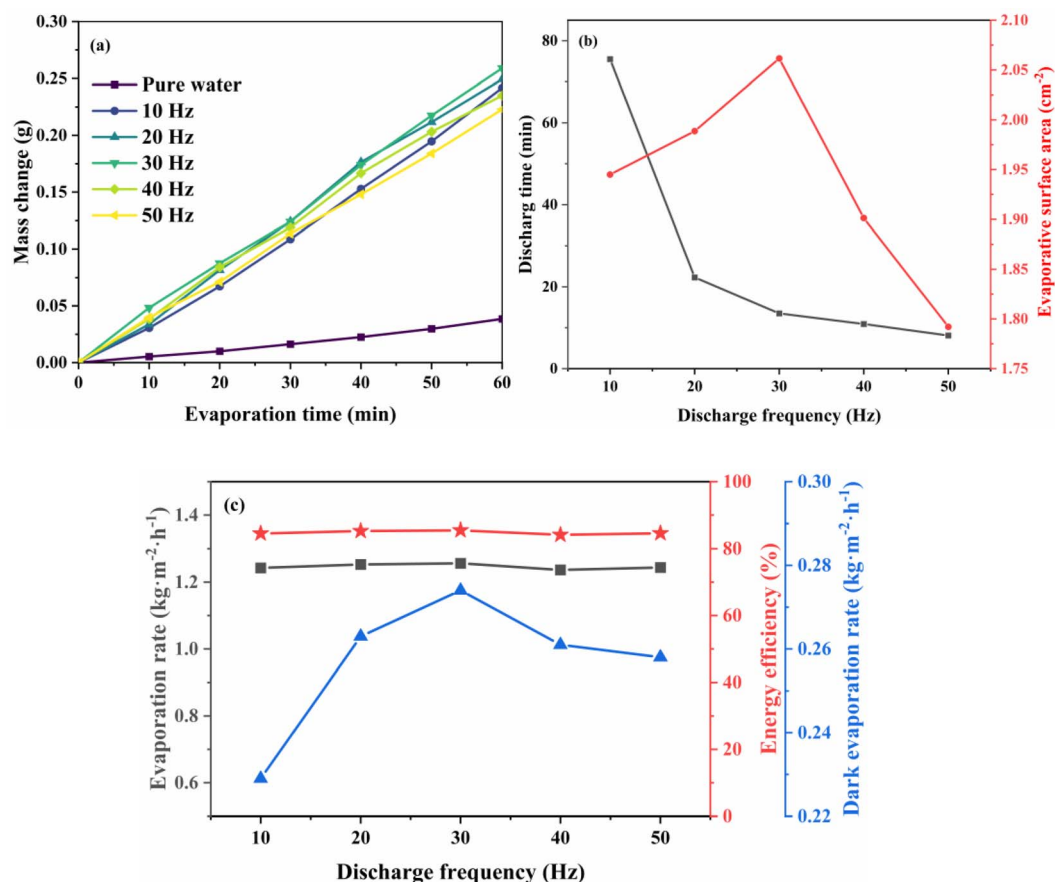 (a)
Pure water
10 Hz
20 Hz
30 Hz
40 Hz
50 Hz
Mass change (g)
0.30
0.25
0.20
0.15
0.10
0.05
0.00
0 10 20 30 40 50 60
Evaporation time (min)
(b)
Discharg time (min)
80
60
40
20
0
10 20 30 40 50
Discharge frequency (Hz)
2.10
2.05
2.00
1.95
1.90
1.85
1.80
1.75
Evaporative surface area (cm⁻²)
(c)
Evaporation rate (kg·m⁻²·h⁻¹)
1.4
1.2
1.0
0.8
0.6
10 20 30 40 50
Discharge frequency (Hz)
100
80
60
40
20
0
Energy efficiency (%)
0.30
0.28
0.26
0.24
0.22
Dark evaporation rate (kg·m⁻²·h⁻¹)